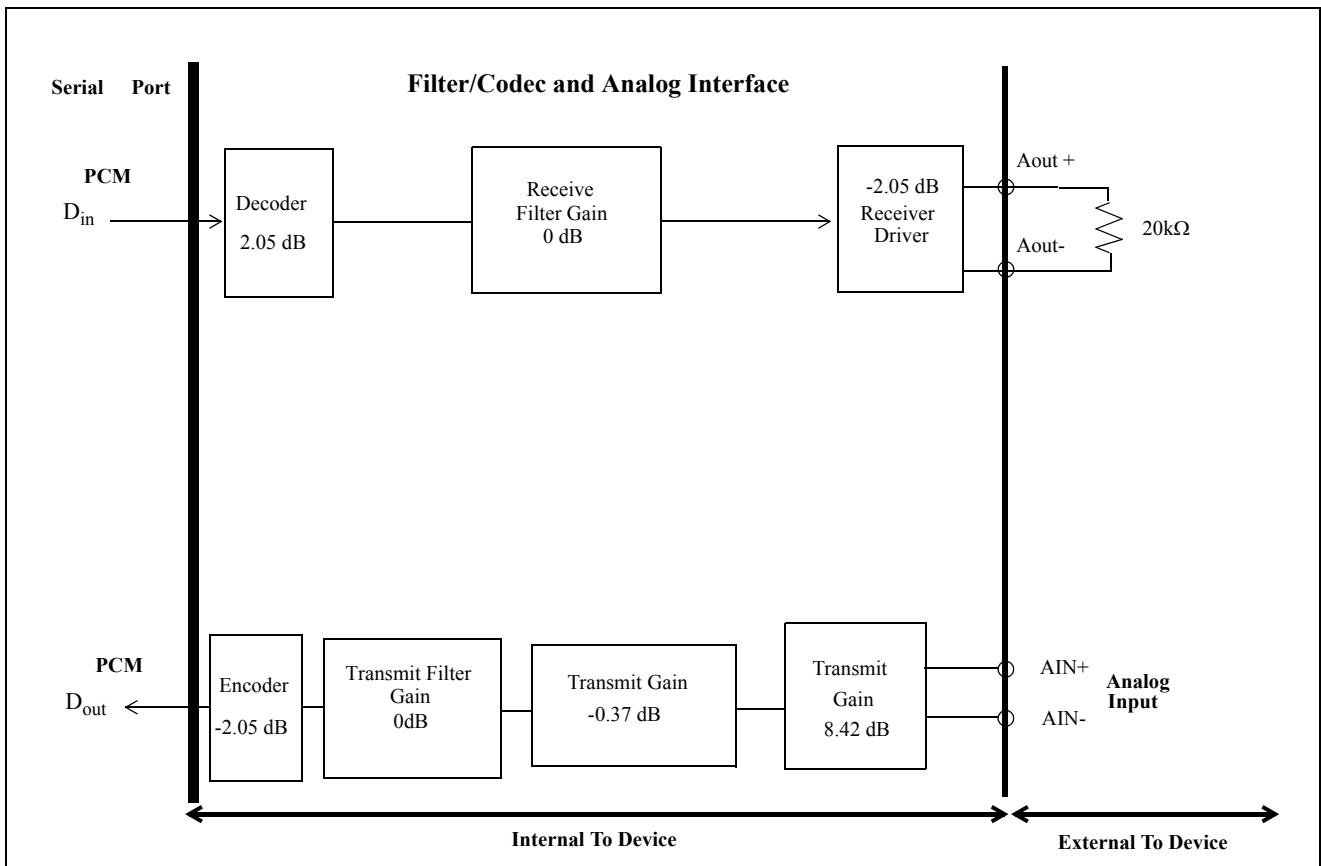 Serial Port
Filter/Codec and Analog Interface
PCM
Din
Decoder
2.05 dB
Receive
Filter Gain
0 dB
-2.05 dB
Receiver
Driver
Aout +
Aout-
20kΩ
PCM
Dout
Encoder
-2.05 dB
Transmit Filter
Gain
0dB
Transmit Gain
-0.37 dB
Transmit
Gain
8.42 dB
AIN+
AIN-
Analog
Input
Internal To Device
External To Device